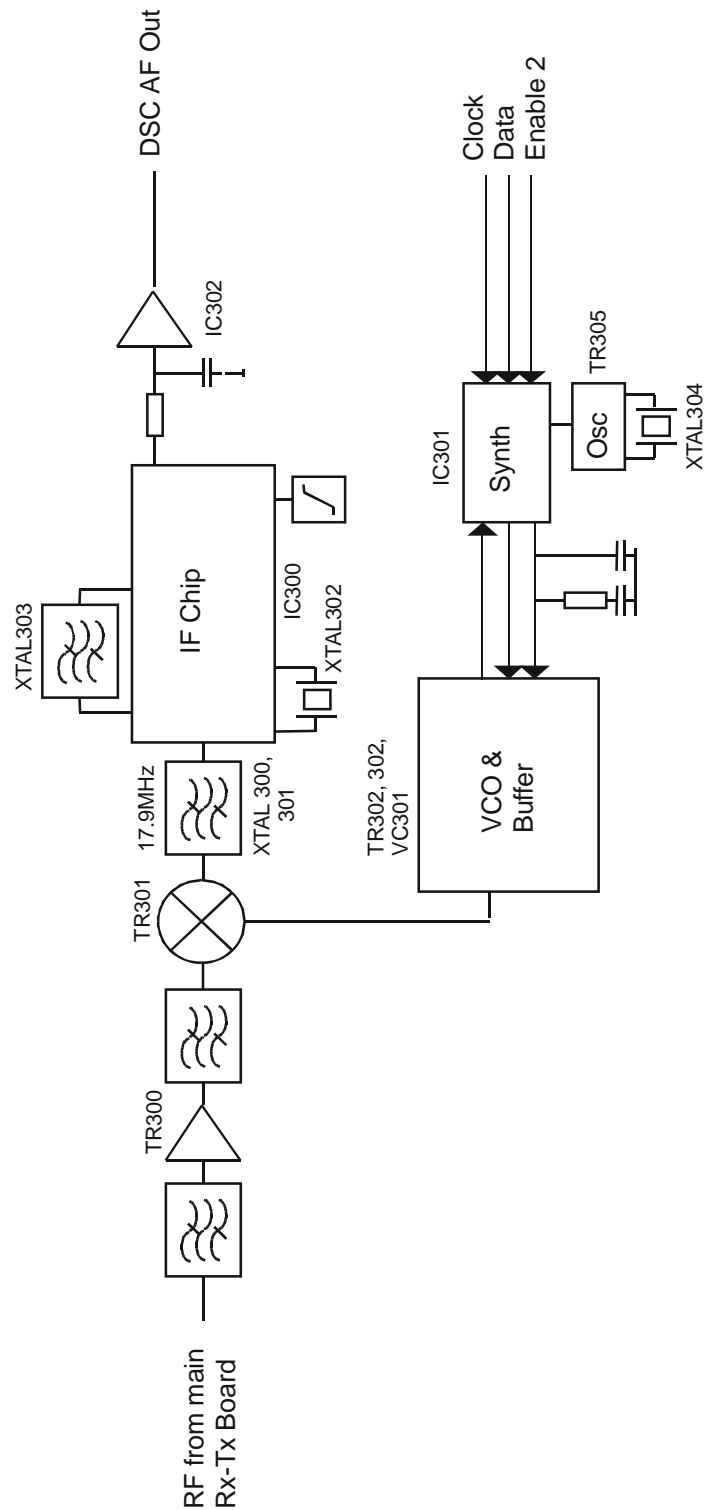 RF from main
Rx-Tx Board
TR300
TR301
17.9MHz
XTAL 300,
301
XTAL303
IF Chip
IC300
XTAL302
IC302
DSC AF Out
TR302, 302,
VC301
VCO &
Buffer
IC301
Synth
Osc
TR305
XTAL304
Clock
Data
Enable 2